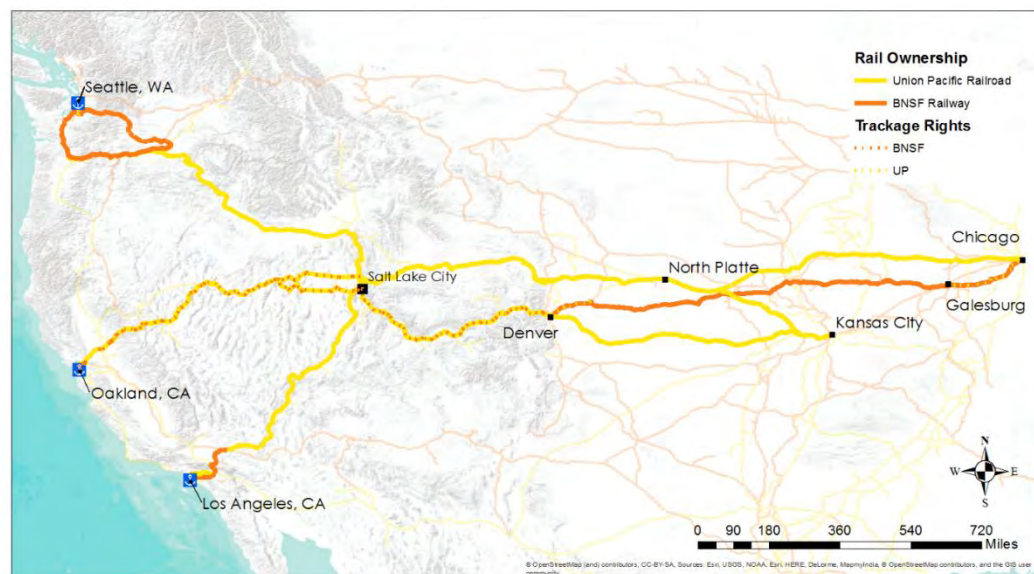 Rail Ownership
Union Pacific Railroad
BNSF Railway
Trackage Rights
BNSF
UP
Seattle, WA
Chicago
North Platte
Salt Lake City
Galesburg
Denver
Kansas City
Oakland, CA
Los Angeles, CA
N
W E
S
0 90 180 360 540 720
Miles
© OpenStreetMap (and) contributors, CC-BY-SA, Sources: Esri, USGS, NOAA, Esri, HERE, DeLorme, MapmyIndia, © OpenStreetMap contributors, and the GIS user
community